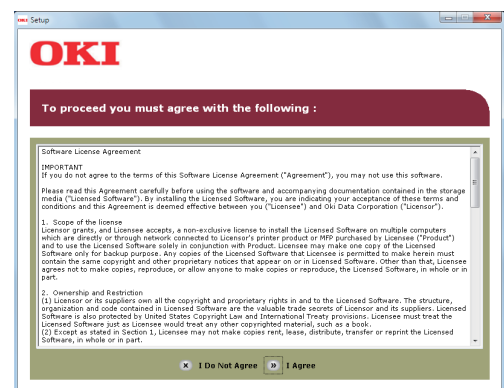 Setup
OKI
To proceed you must agree with the following :
Software License Agreement
IMPORTANT
If you do not agree to the terms of this Software License Agreement ("Agreement"), you may not use this software.
Please read this Agreement carefully before using the software and accompanying documentation contained in the storage
media ("Licensed Software"). By installing the Licensed Software, you are indicating your acceptance of these terms and
conditions and this Agreement is deemed effective between you ("Licensee") and Oki Data Corporation ("Licensor").
1. Scope of the license
Licensor grants, and Licensee accepts, a non-exclusive license to install the Licensed Software on multiple computers
which are directly or through network connected to Licensor's printer product or MFP purchased by Licensee ("Product")
and to use the Licensed Software solely in conjunction with Product. Licensee may make one copy of the Licensed
Software only for backup purpose. Any copies of the Licensed Software that Licensee is permitted to make herein must
contain the same copyright and other proprietary notices that appear on or in Licensed Software. Other than that, Licensee
agrees not to make copies, reproduce, or allow anyone to make copies or reproduce, the Licensed Software, in whole or in
part.
2. Ownership and Restriction
(1) Licensor or its suppliers own all the copyright and proprietary rights in and to the Licensed Software. The structure,
organization and code contained in Licensed Software are the valuable trade secrets of Licensor and its suppliers. Licensed
Software is also protected by United States Copyright Law and International Treaty provisions. Licensee must treat the
Licensed Software just as Licensee would treat any other copyrighted material, such as a book.
(2) Except as stated in Section 1, Licensee may not make copies rent, lease, distribute, transfer or reprint the Licensed
Software, in whole or in part.
I Do Not Agree I Agree